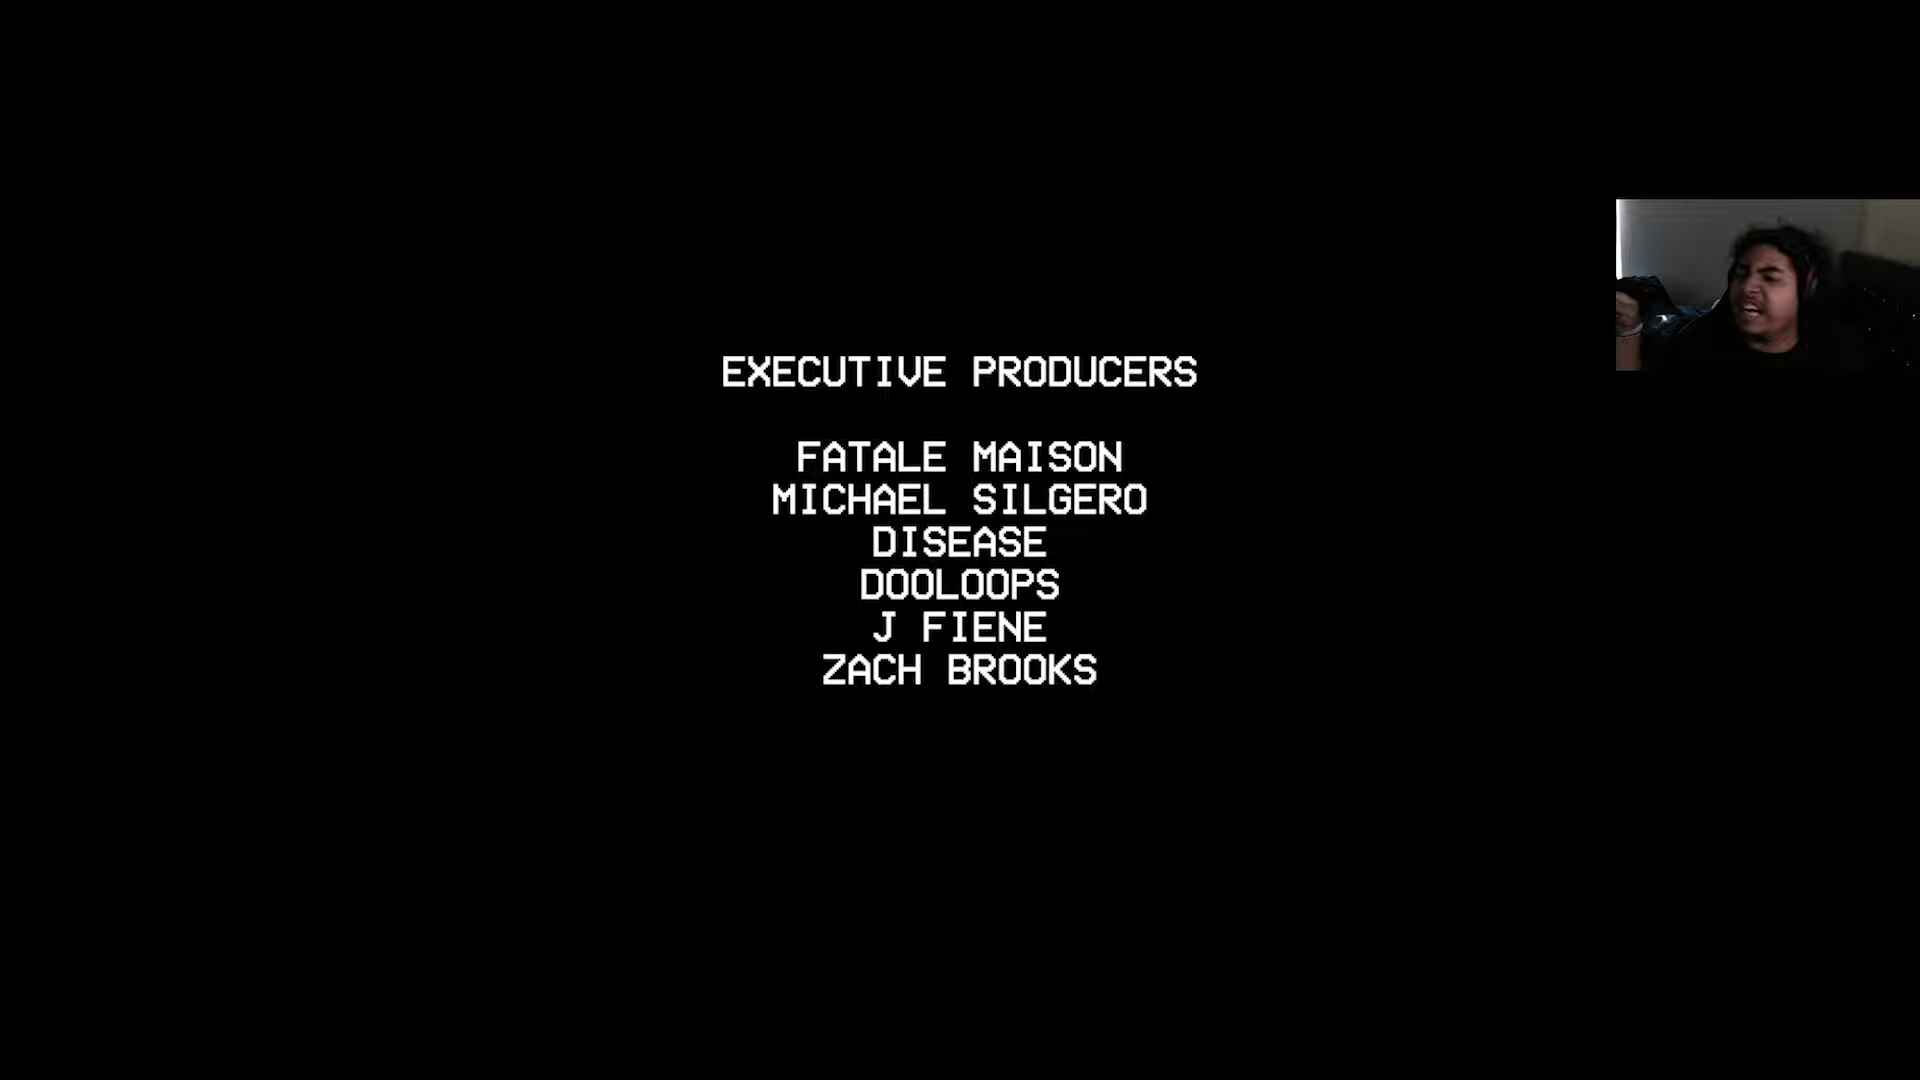 EXECUTIVE PRODUCERS
FATALE MAISON
MICHAEL SILGERO
DISEASE
DOOLOOPS
J FIENE
ZACH BROOKS